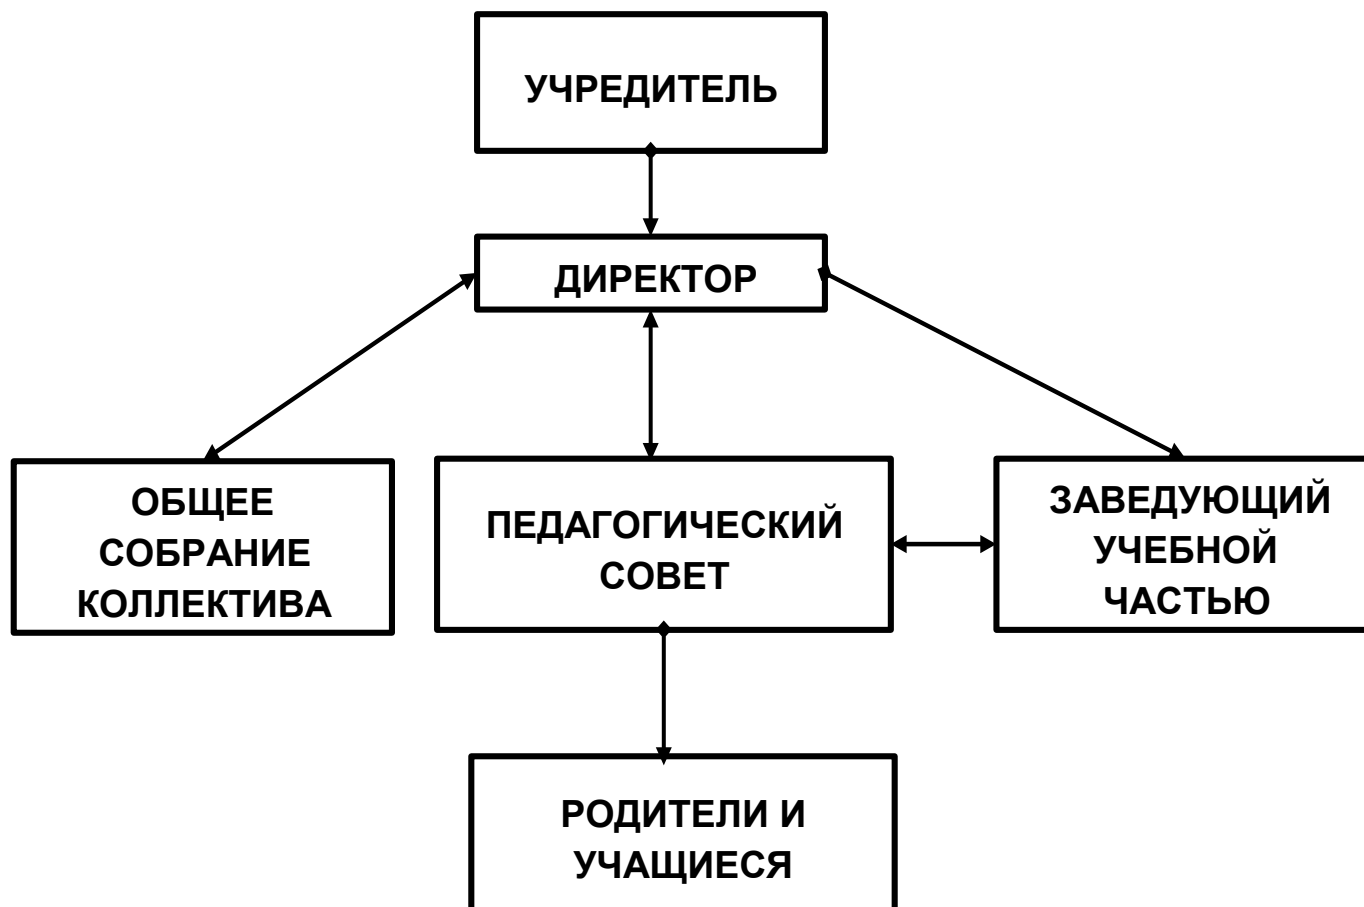 УЧРЕДИТЕЛЬ
ДИРЕКТОР
ОБЩЕЕ
СОБРАНИЕ
КОЛЛЕКТИВА
ПЕДАГОГИЧЕСКИЙ
СОВЕТ
ЗАВЕДУЮЩИЙ
УЧЕБНОЙ
ЧАСТЬЮ
РОДИТЕЛИ И
УЧАЩИЕСЯ